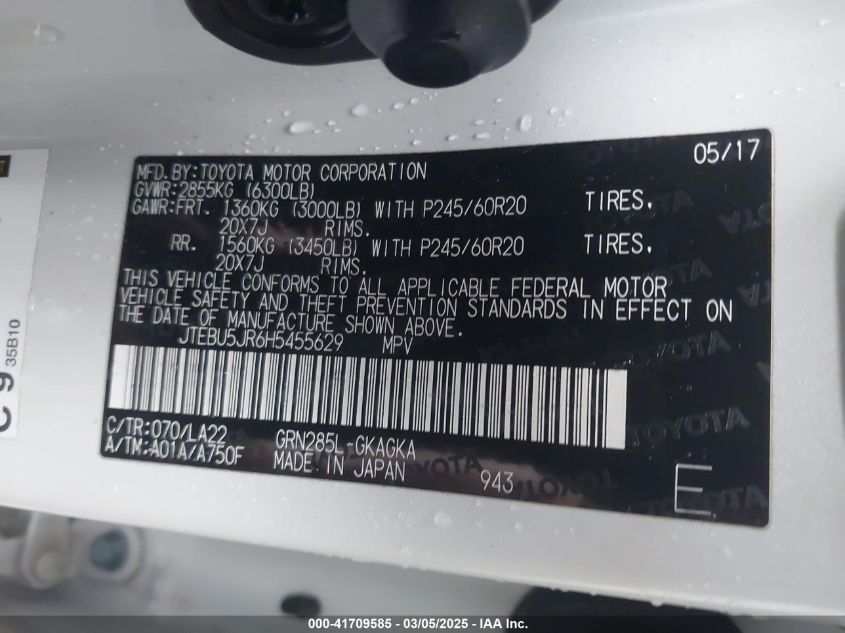 05/17
MFD.BY:TOYOTA MOTOR CORPORATION
GVWR:2855KG (6300LB)
GAWR:FRT. 1360KG (3000LB) WITH P245/60R20 TIRES,
20X7J RIMS.
RR. 1560KG (3450LB) WITH P245/60R20 TIRES,
20X7J RIMS.
THIS VEHICLE CONFORMS TO ALL APPLICABLE FEDERAL MOTOR
VEHICLE SAFETY AND THEFT PREVENTION STANDARDS IN EFFECT ON
THE DATE OF MANUFACTURE SHOWN ABOVE.
JTEBU5JR6H5455629 MPV
C/TR:070/LA22 GRN285L-GKAGKA
A/TM:A01A/A750F MADE IN JAPAN 943
E
C 9 35B10
TOYOTA
000-41709585 - 03/05/2025 - IAA Inc.